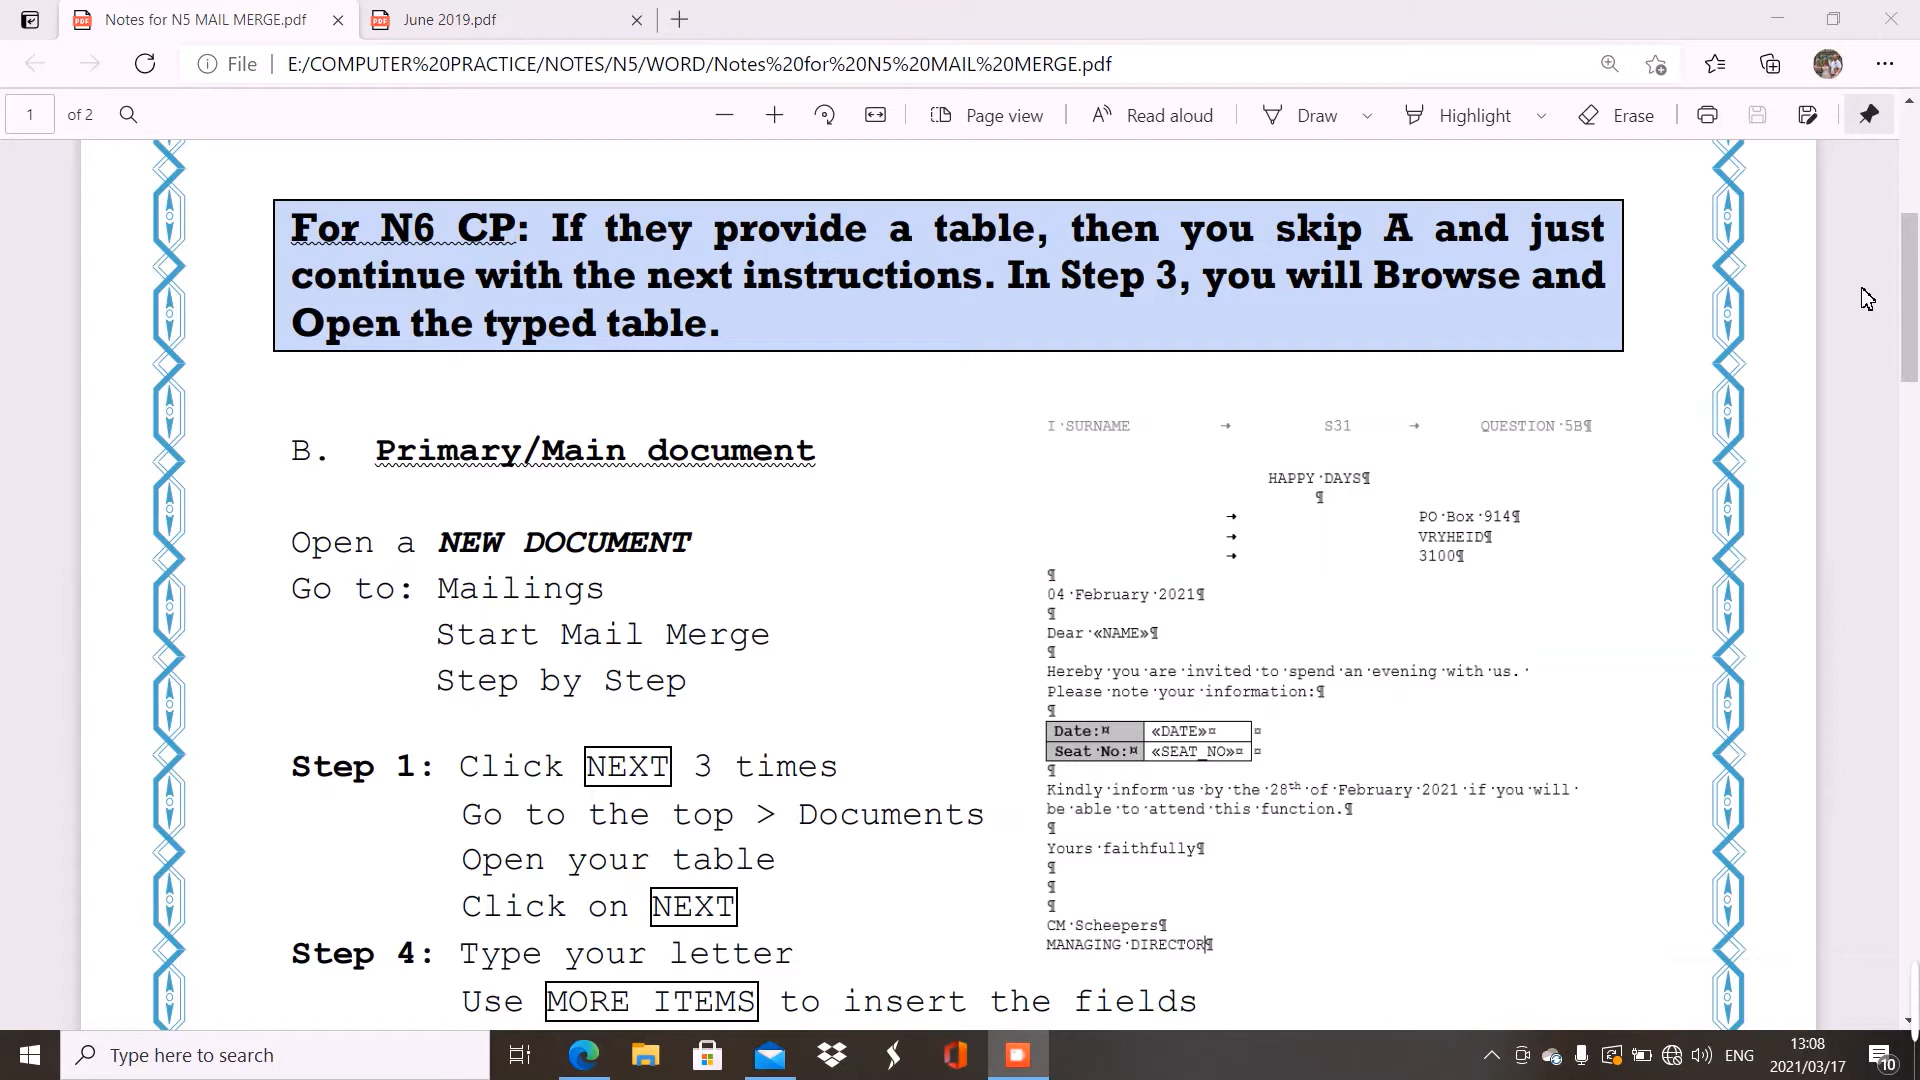 Notes for N5 MAIL MERGE.pdf
June 2019.pdf
File
E:/COMPUTER%20PRACTICE/NOTES/N5/WORD/Notes%20for%20N5%20MAIL%20MERGE.pdf
1 of 2
Page view
Read aloud
Draw
Highlight
Erase
For N6 CP: If they provide a table, then you skip A and just
continue with the next instructions. In Step 3, you will Browse and
Open the typed table.
B. Primary/Main document
Open a NEW DOCUMENT
Go to: Mailings
Start Mail Merge
Step by Step
Step 1: Click NEXT 3 times
Go to the top > Documents
Open your table
Click on NEXT
Step 4: Type your letter
Use MORE ITEMS to insert the fields
I·SURNAME → S31 → QUESTION·5B¶
HAPPY·DAYS¶
¶
→ PO·Box·914¶
→ VRYHEID¶
→ 3100¶
¶
04·February·2021¶
¶
Dear·«NAME»¶
¶
Hereby·you·are·invited·to·spend·an·evening·with·us.·
Please·note·your·information:¶
¶
Date:¤ «DATE»¤ ¤
Seat·No:¤ «SEAT_NO»¤ ¤
¶
Kindly·inform·us·by·the·28th·of·February·2021·if·you·will·
be·able·to·attend·this·function.¶
¶
Yours·faithfully¶
¶
¶
¶
CM·Scheepers¶
MANAGING·DIRECTOR¶
Type here to search
ENG
13:08
2021/03/17
10